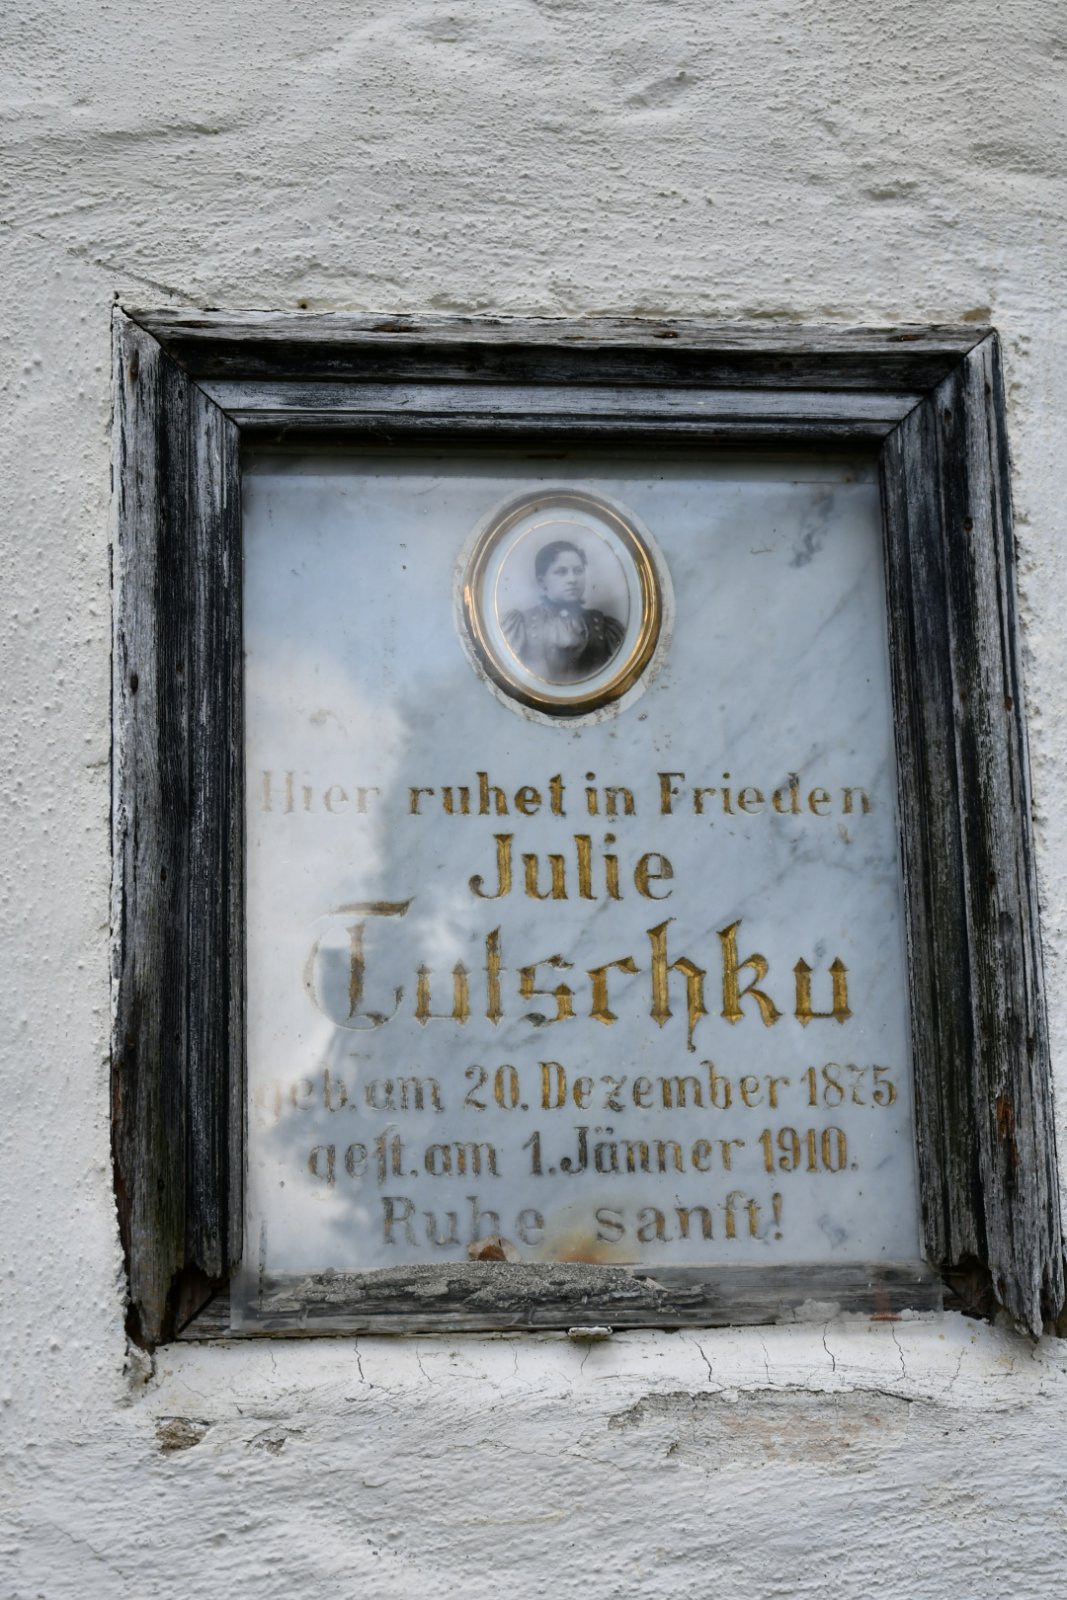 Hier ruhet in Frieden
Julie
Tutschku
geb. am 20. Dezember 1875
gest. am 1. Jänner 1910.
Ruhe sanft!